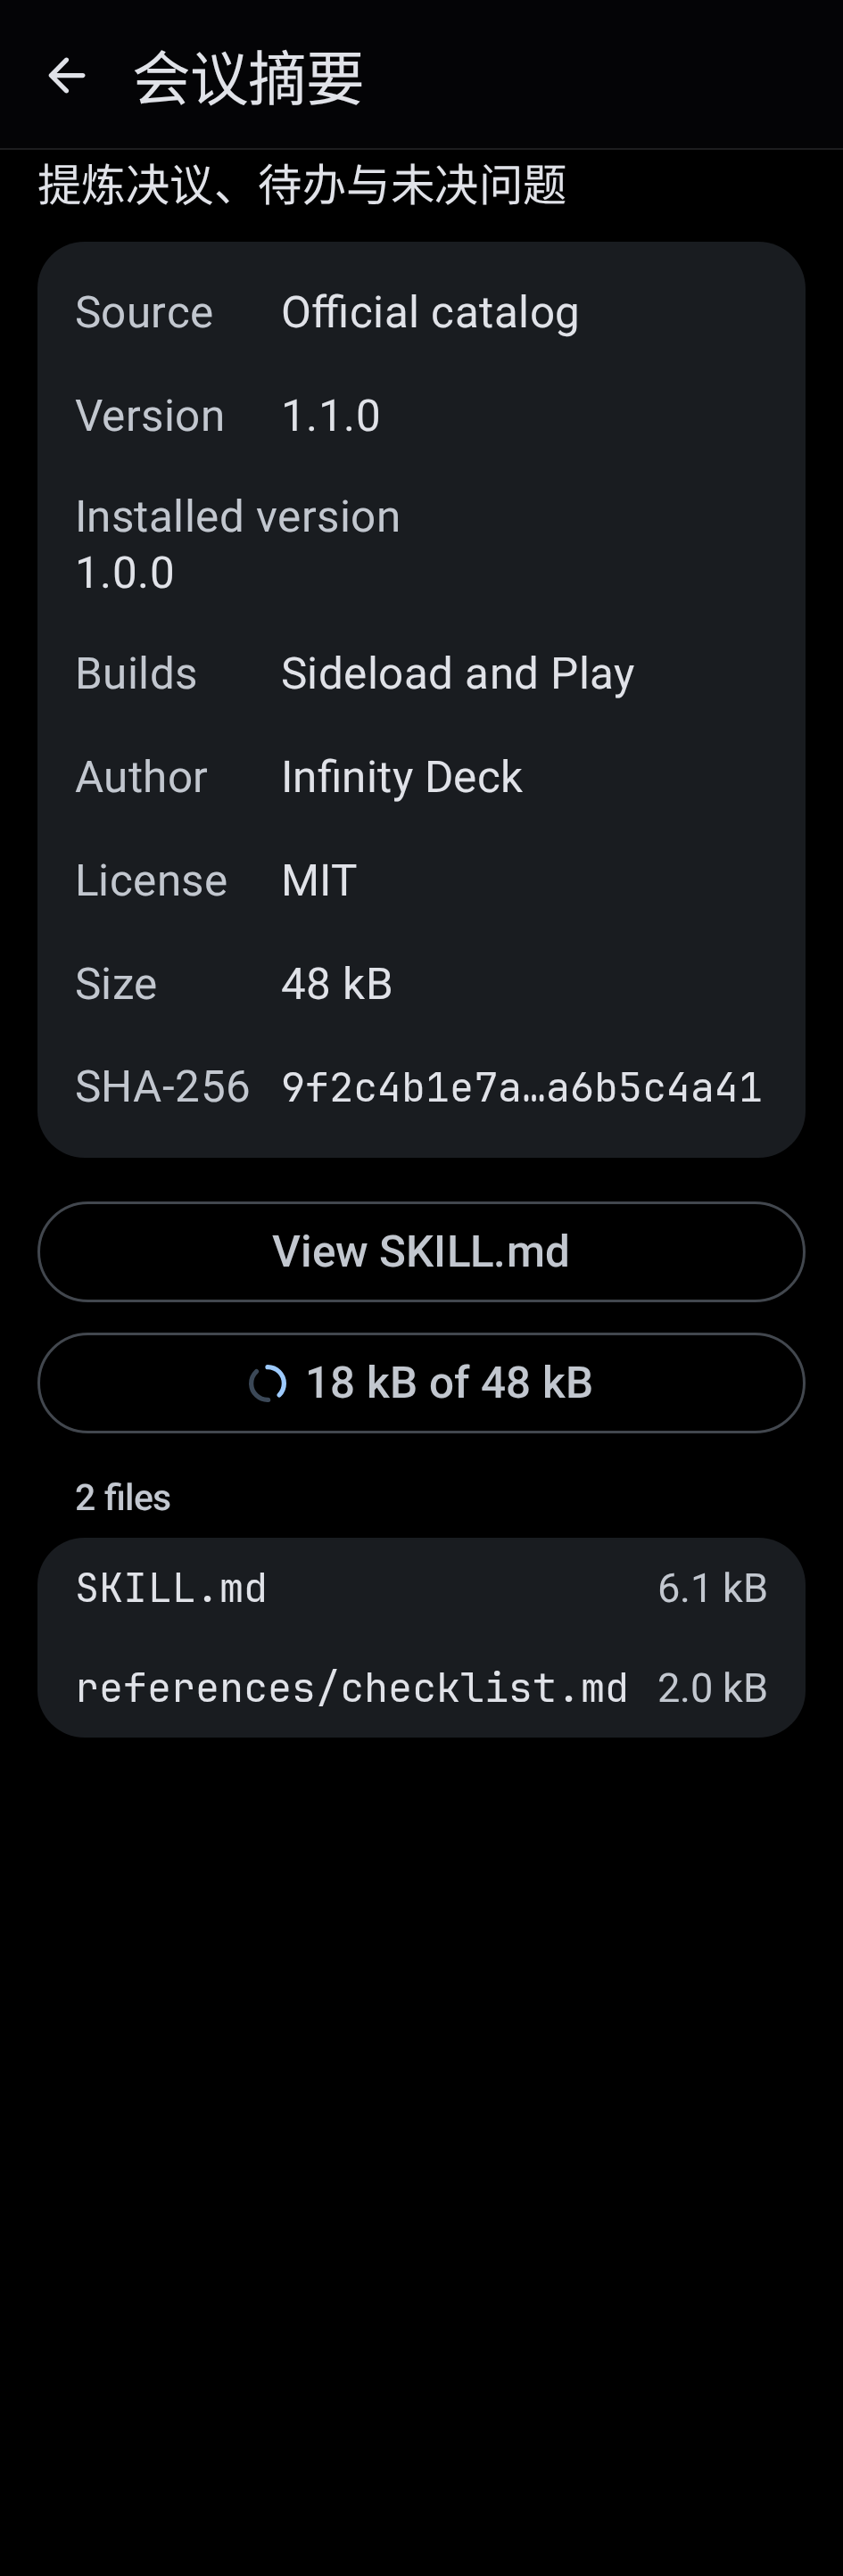 会议摘要
提炼决议、待办与未决问题
Source Official catalog
Version 1.1.0
Installed version
1.0.0
Builds Sideload and Play
Author Infinity Deck
License MIT
Size 48 kB
SHA-256 9f2c4b1e7a…a6b5c4a41
View SKILL.md
18 kB of 48 kB
2 files
SKILL.md 6.1 kB
references/checklist.md 2.0 kB